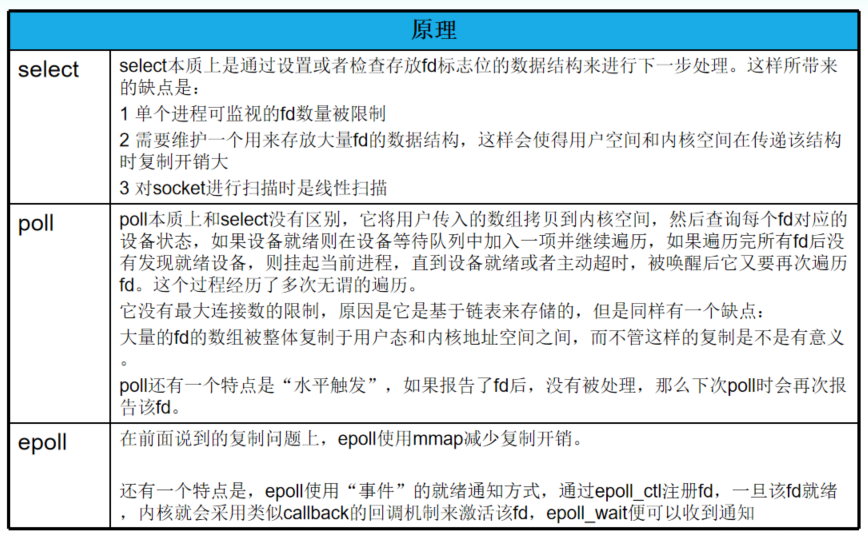 原理
select
select本质上是通过设置或者检查存放fd标志位的数据结构来进行下一步处理。这样所带来
的缺点是：
1 单个进程可监视的fd数量被限制
2 需要维护一个用来存放大量fd的数据结构，这样会使得用户空间和内核空间在传递该结构
时复制开销大
3 对socket进行扫描时是线性扫描
poll
poll本质上和select没有区别，它将用户传入的数组拷贝到内核空间，然后查询每个fd对应的
设备状态，如果设备就绪则在设备等待队列中加入一项并继续遍历，如果遍历完所有fd后没
有发现就绪设备，则挂起当前进程，直到设备就绪或者主动超时，被唤醒后它又要再次遍历
fd。这个过程经历了多次无谓的遍历。
它没有最大连接数的限制，原因是它是基于链表来存储的，但是同样有一个缺点：
大量的fd的数组被整体复制于用户态和内核地址空间之间，而不管这样的复制是不是有意义
。
poll还有一个特点是“水平触发”，如果报告了fd后，没有被处理，那么下次poll时会再次报
告该fd。
epoll
在前面说到的复制问题上，epoll使用mmap减少复制开销。
还有一个特点是，epoll使用“事件”的就绪通知方式，通过epoll_ctl注册fd，一旦该fd就绪
，内核就会采用类似callback的回调机制来激活该fd，epoll_wait便可以收到通知